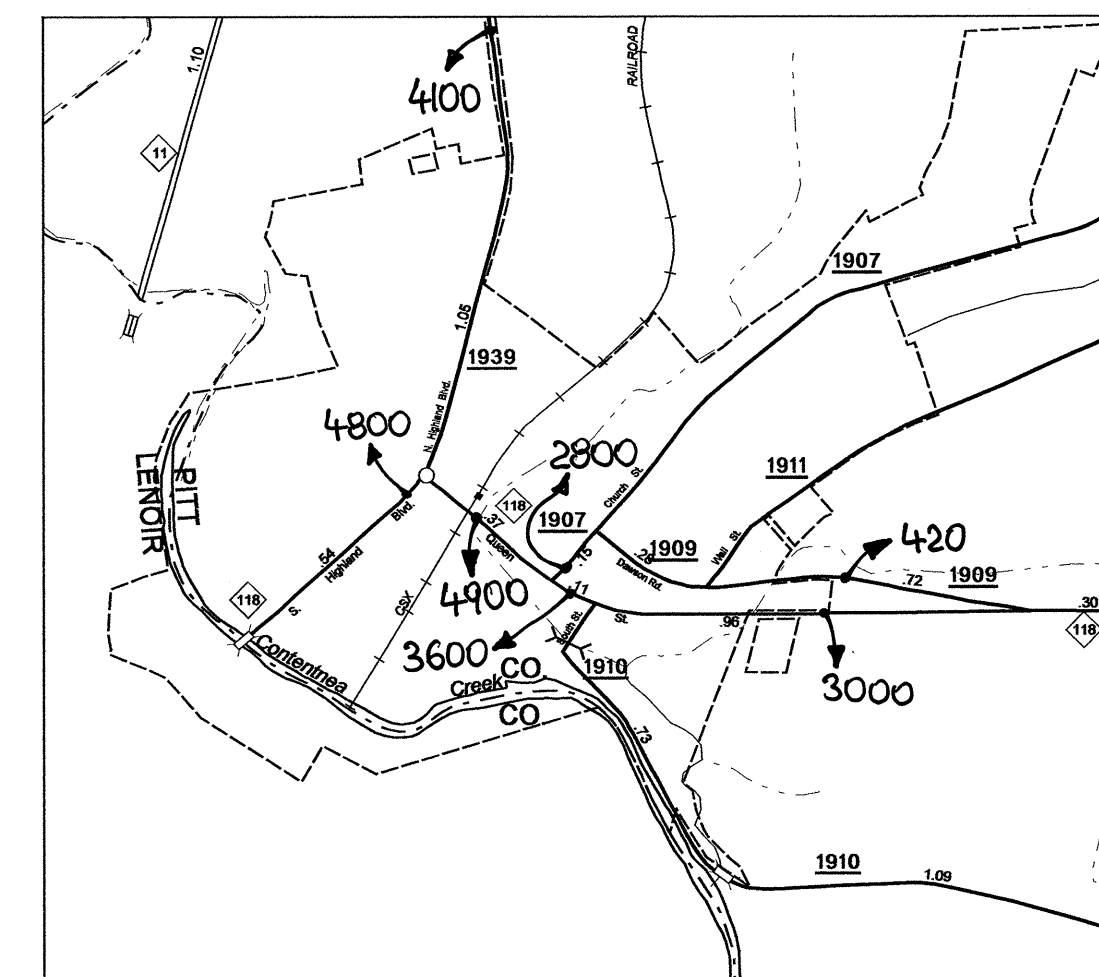 1.10
RAILROAD
4100
11
1907
1.05
1939
N. Highland Blvd.
4800
2800
Church St.
1911
PITT
LENOIR
118
.37
1907
Blvd.
Queen
.15
.26
1909
Wall St.
420
Dawson Rd.
.72
1909
.54
Highland
4900
.11
.30
118
S.
118
CSX
South St.
St.
.96
3600
1910
3000
Contentnea
Creek
CO
CO
.73
1910
1.09